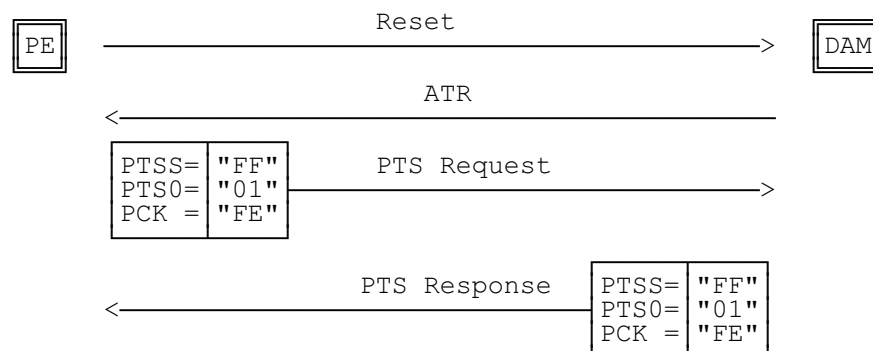 Reset
PE
DAM
ATR
PTSS= "FF"
PTS0= "01"
PCK = "FE"
PTS Request
PTS Response
PTSS= "FF"
PTS0= "01"
PCK = "FE"